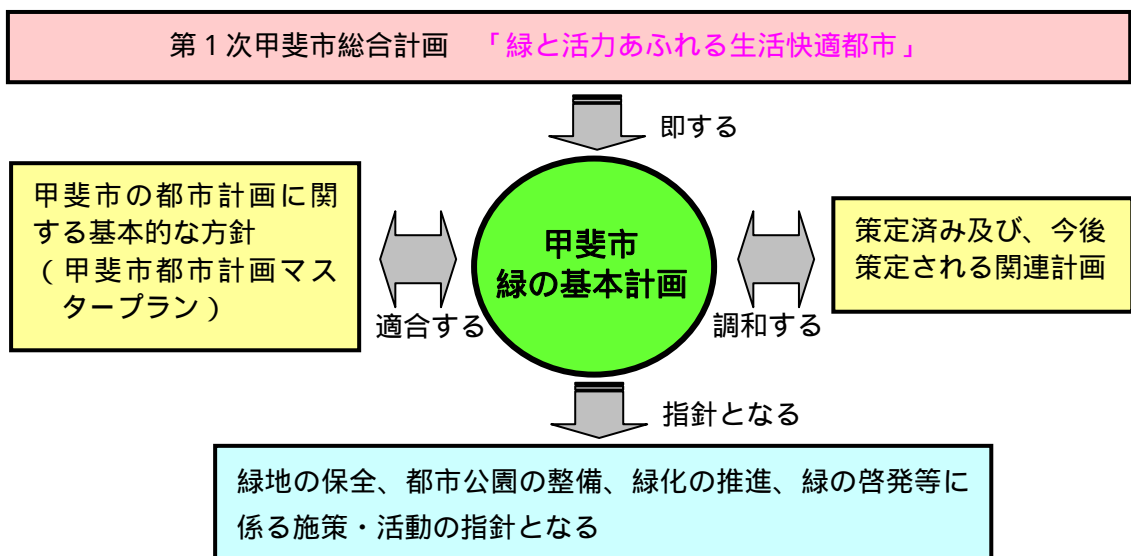 第1次甲斐市総合計画　「緑と活力あふれる生活快適都市」
即する
甲斐市の都市計画に関
する基本的な方針
（甲斐市都市計画マス
タープラン）
適合する
甲斐市
緑の基本計画
調和する
策定済み及び、今後
策定される関連計画
指針となる
緑地の保全、都市公園の整備、緑化の推進、緑の啓発等に
係る施策・活動の指針となる